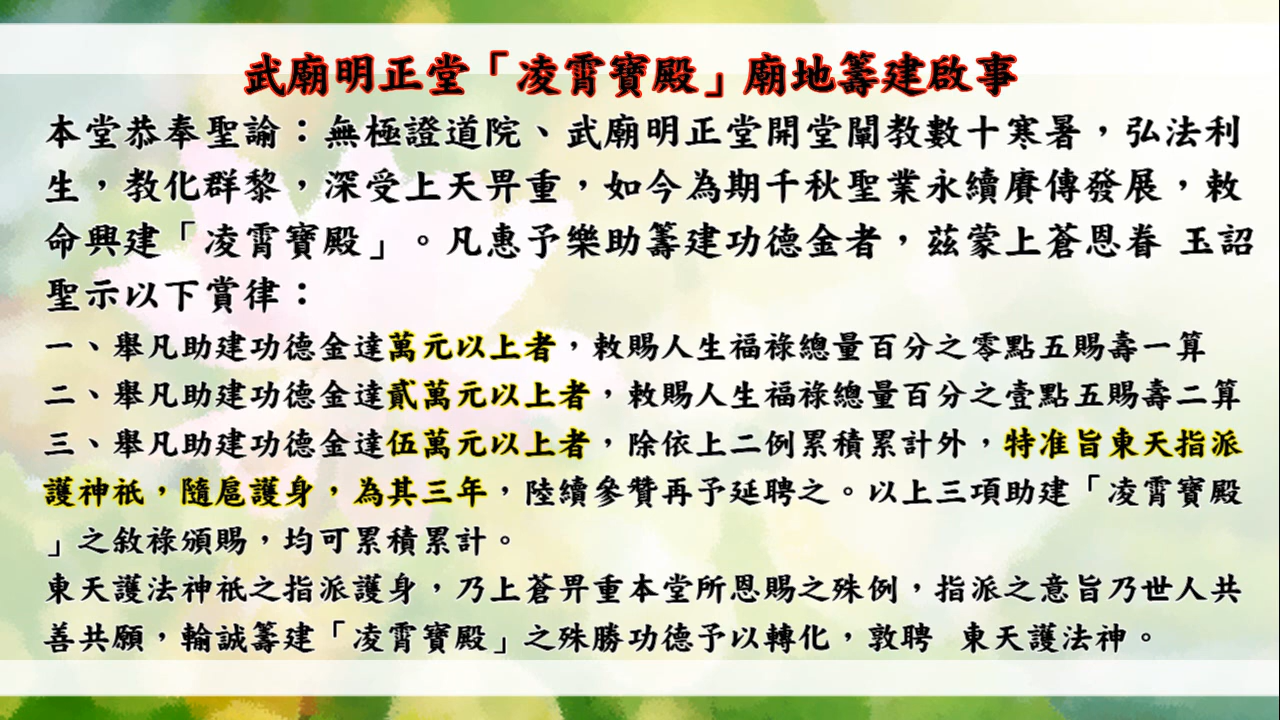 武廟明正堂「凌霄寶殿」廟地籌建啟事
本堂恭奉聖諭：無極證道院、武廟明正堂開堂闡教數十寒暑，弘法利
生，教化群黎，深受上天畀重，如今為期千秋聖業永續賡傳發展，敕
命興建「凌霄寶殿」。凡惠予樂助籌建功德金者，茲蒙上蒼恩眷 玉詔
聖示以下賞律：
一、舉凡助建功德金達萬元以上者，敕賜人生福祿總量百分之零點五賜壽一算
二、舉凡助建功德金達貳萬元以上者，敕賜人生福祿總量百分之壹點五賜壽二算
三、舉凡助建功德金達伍萬元以上者，除依上二例累積累計外，特准旨東天指派
護神祇，隨扈護身，為其三年，陸續參贊再予延聘之。以上三項助建「凌霄寶殿
」之敘祿頒賜，均可累積累計。
東天護法神祇之指派護身，乃上蒼畀重本堂所恩賜之殊例，指派之意旨乃世人共
善共願，輸誠籌建「凌霄寶殿」之殊勝功德予以轉化，敦聘 東天護法神。